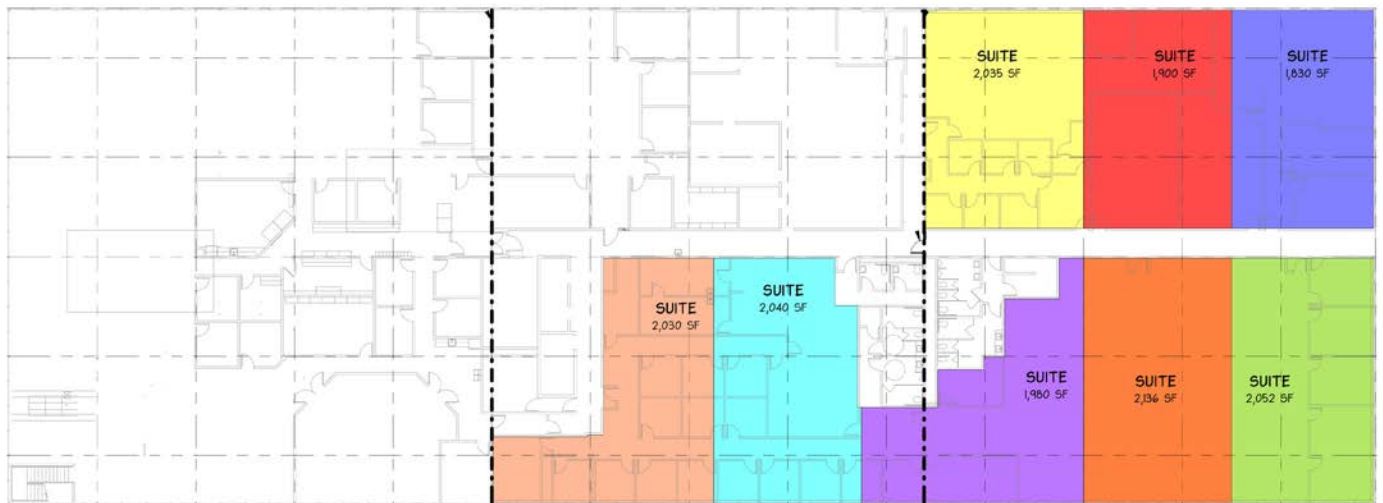 SUITE
2,035 SF
SUITE
1,900 SF
SUITE
1,830 SF
SUITE
2,030 SF
SUITE
2,040 SF
SUITE
1,980 SF
SUITE
2,136 SF
SUITE
2,052 SF